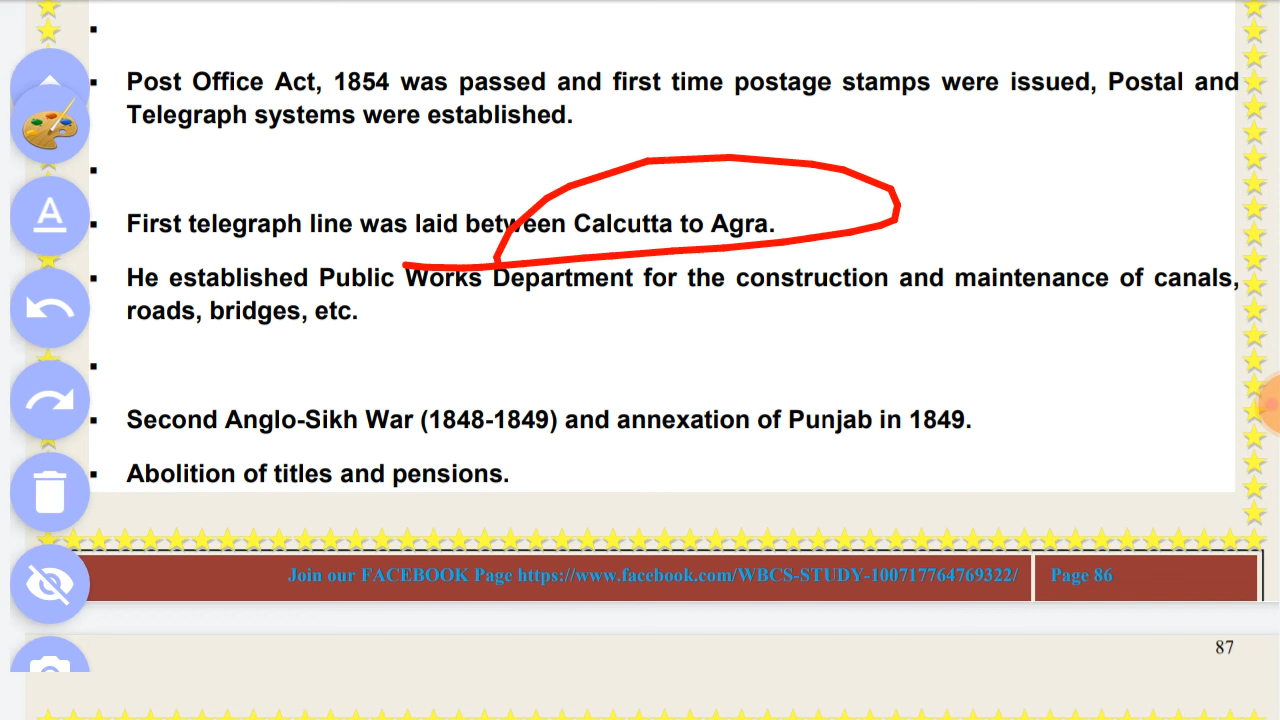 Post Office Act, 1854 was passed and first time postage stamps were issued, Postal and
Telegraph systems were established.
First telegraph line was laid between Calcutta to Agra.
He established Public Works Department for the construction and maintenance of canals,
roads, bridges, etc.
Second Anglo-Sikh War (1848-1849) and annexation of Punjab in 1849.
Abolition of titles and pensions.
Join our FACEBOOK Page https://www.facebook.com/WBCS-STUDY-100717764769322/ Page 86
87